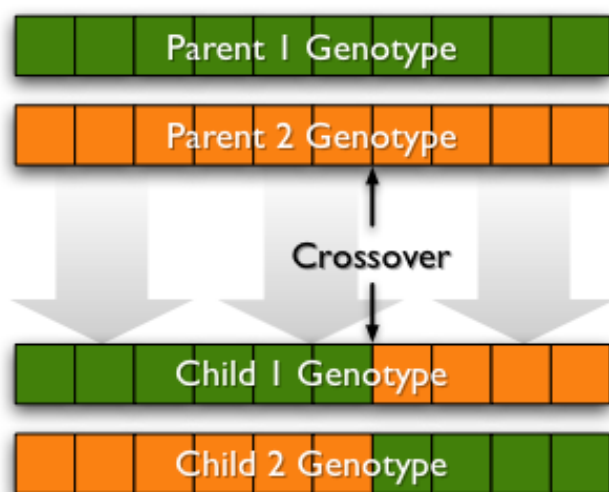 Parent 1 Genotype
Parent 2 Genotype
Crossover
Child 1 Genotype
Child 2 Genotype